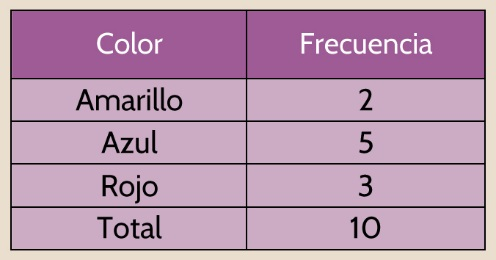 Color Frecuencia
Amarillo 2
Azul 5
Rojo 3
Total 10